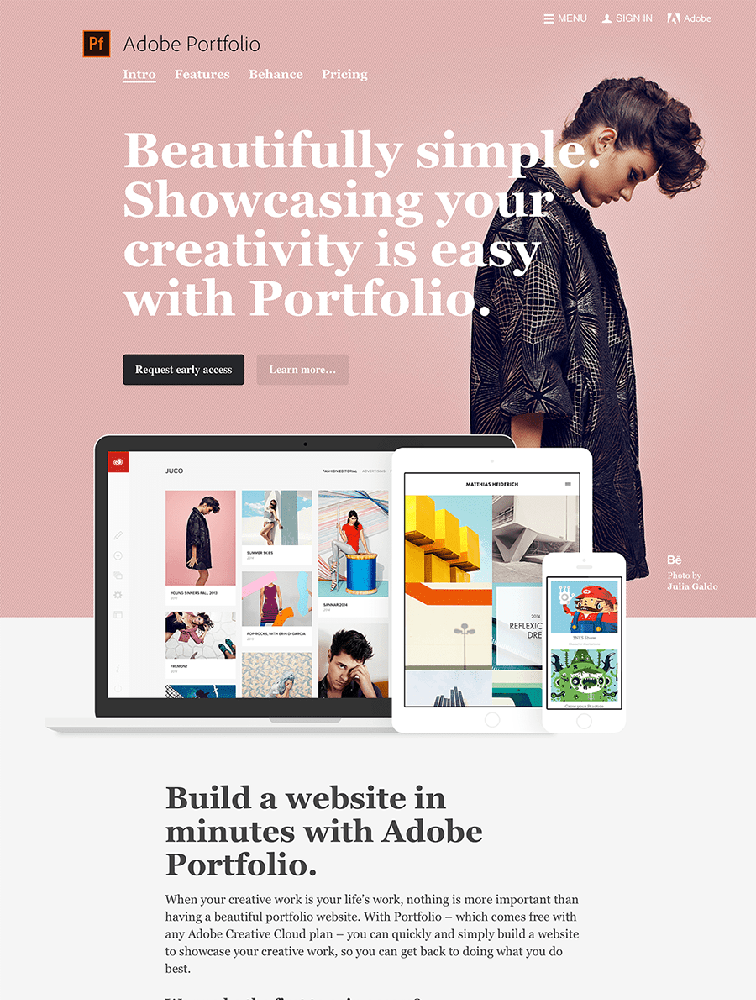 MENU SIGN IN Adobe
Pf Adobe Portfolio
Intro Features Behance Pricing
Beautifully simple.
Showcasing your
creativity is easy
with Portfolio.
Request early access Learn more...
JUCO
MATTHIAS HEIDERICH
SUMMER SIDES
SUMMER 2014
Bē
Photo by
Julia Galdo
Build a website in
minutes with Adobe
Portfolio.
When your creative work is your life's work, nothing is more important than
having a beautiful portfolio website. With Portfolio – which comes free with
any Adobe Creative Cloud plan – you can quickly and simply build a website
to showcase your creative work, so you can get back to doing what you do
best.